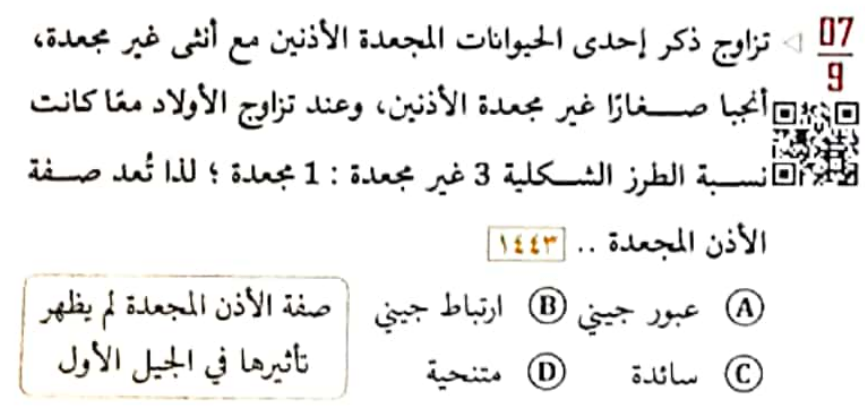 07
9
◁ تزاوج ذكر إحدى الحيوانات المجعدة الأذنين مع أنثى غير مجعدة،
أنجبا صغارًا غير مجعدة الأذنين، وعند تزاوج الأولاد معًا كانت
نسبة الطرز الشكلية 3 غير مجعدة : 1 مجعدة ؛ لذا تُعد صفة
الأذن المجعدة .. ١٤٤٣
A عبور جيني B ارتباط جيني
C سائدة D متنحية
صفة الأذن المجعدة لم يظهر
تأثيرها في الجيل الأول